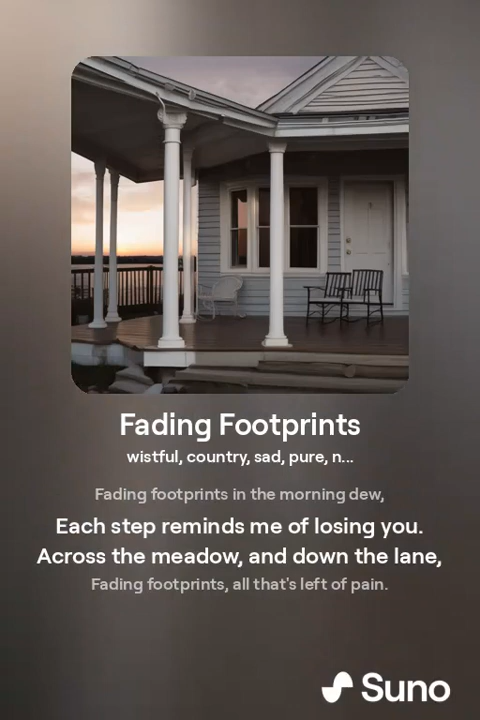 Fading Footprints
wistful, country, sad, pure, n...
Fading footprints in the morning dew,
Each step reminds me of losing you.
Across the meadow, and down the lane,
Fading footprints, all that's left of pain.
Suno